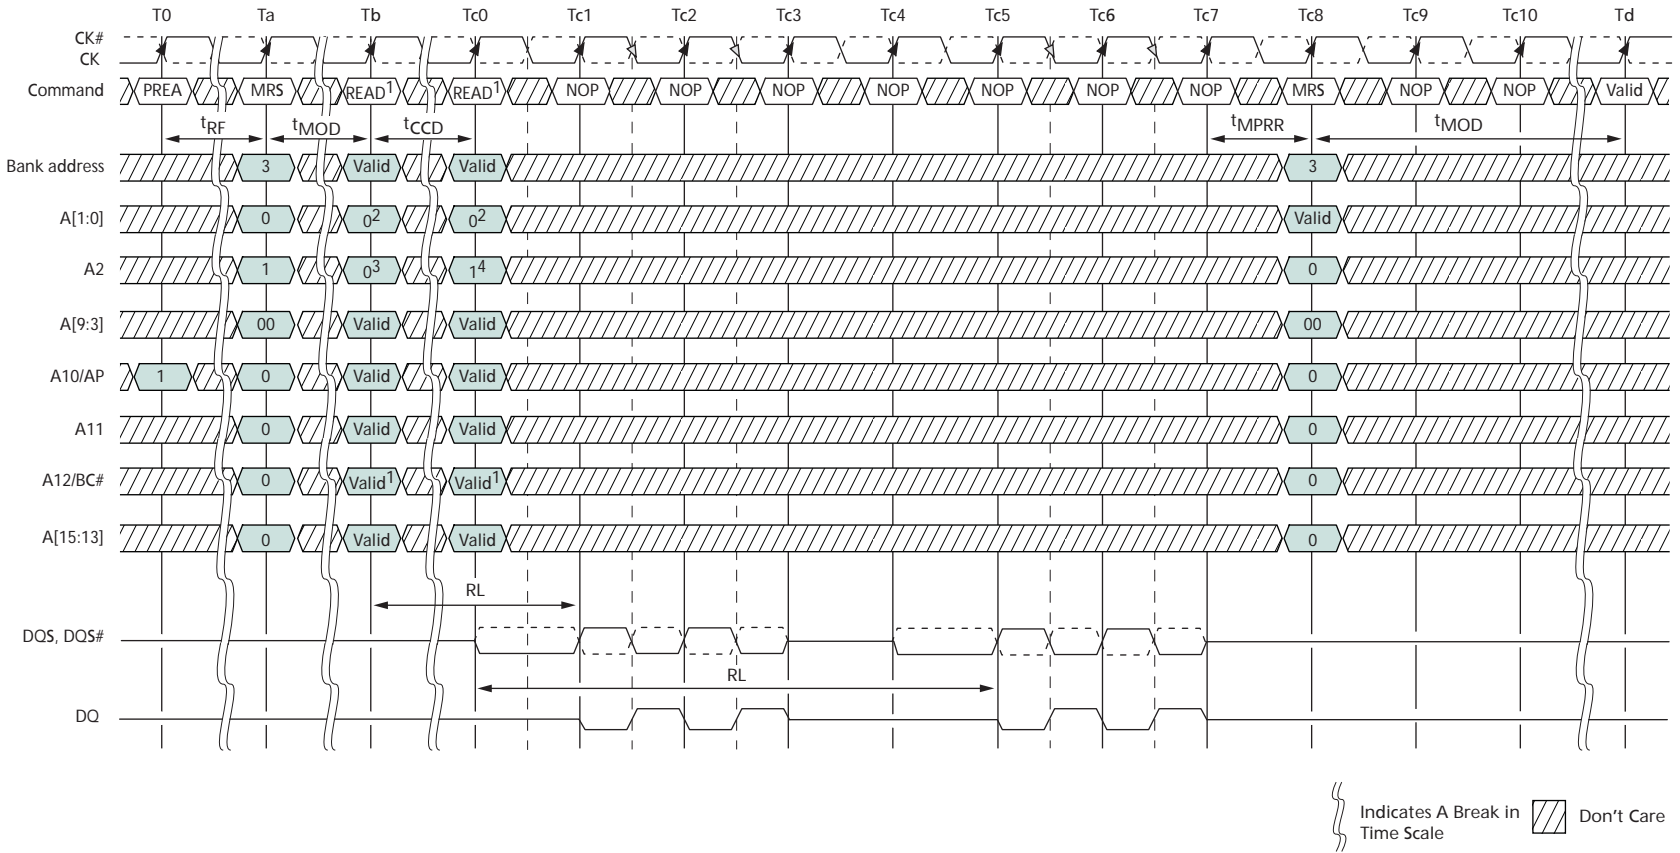 T0 Ta Tb Tc0 Tc1 Tc2 Tc3 Tc4 Tc5 Tc6 Tc7 Tc8 Tc9 Tc10 Td
CK#
CK
Command PREA MRS READ1 READ1 NOP NOP NOP NOP NOP NOP NOP MRS NOP NOP Valid
tRF tMOD tCCD tMPRR tMOD
Bank address 3 Valid Valid 3
A[1:0] 0 02 02 Valid
A2 1 03 14 0
A[9:3] 00 Valid Valid 00
A10/AP 1 0 Valid Valid 0
A11 0 Valid Valid 0
A12/BC# 0 Valid1 Valid1 0
A[15:13] 0 Valid Valid 0
RL
DQS, DQS#
RL
DQ
Indicates A Break in
Time Scale
Don't Care